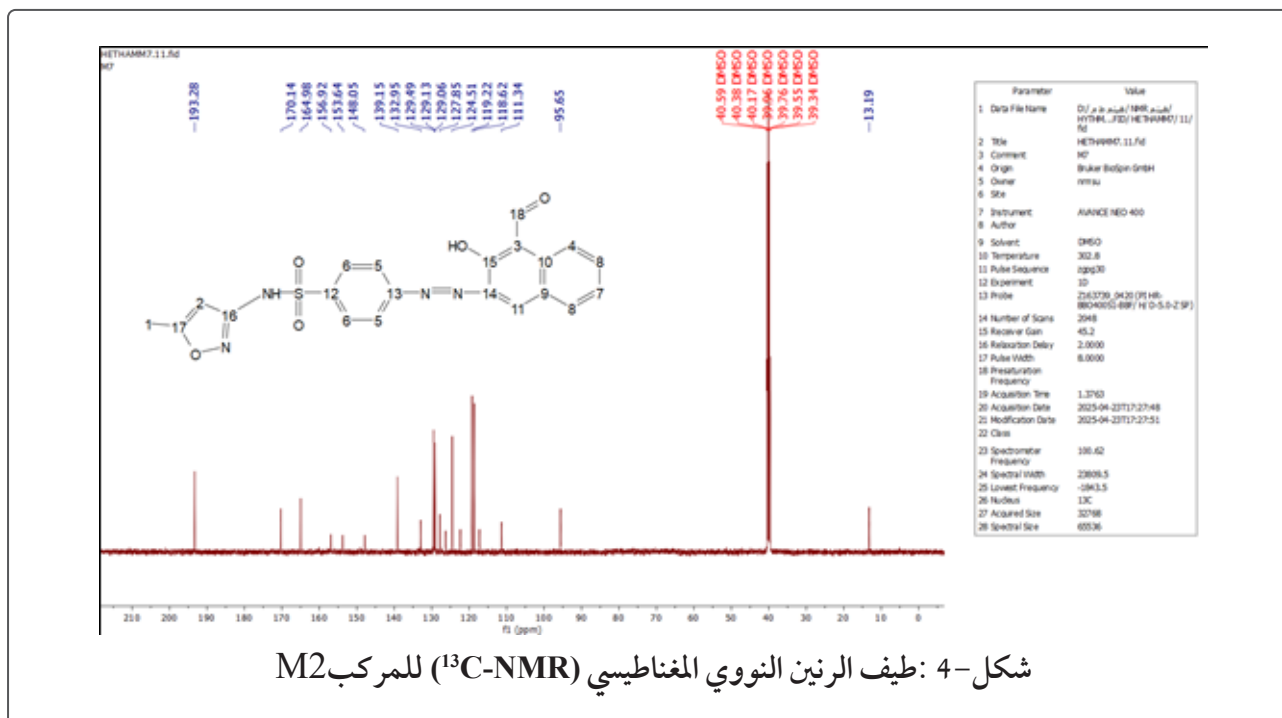 HETHAMM7.11.fid
M7
193.28
170.14
164.98
156.92
153.64
148.05
139.15
132.95
129.49
129.13
129.06
127.85
124.51
119.22
118.62
111.34
95.65
40.59 DMSO
40.38 DMSO
40.17 DMSO
39.96 DMSO
39.76 DMSO
39.55 DMSO
39.34 DMSO
13.19
O
18
HO 3 4
15 10 8
O 6 5
NH S 12 13 N N 14 9 7
2 16 O 6 5 11 8
1 17
O N
210 200 190 180 170 160 150 140 130 120 110 100 90 80 70 60 50 40 30 20 10 0
f1 (ppm)
Parameter Value
1 Data File Name
HETHAMM7/ 11/
fid
2 Title HETHAMM7.11.fid
3 Comment M7
4 Origin Bruker BioSpin GmbH
5 Owner nmrsu
6 Site
7 Instrument AVANCE NEO 400
8 Author
9 Solvent DMSO
10 Temperature 302.8
11 Pulse Sequence zgpg30
12 Experiment 1D
13 Probe
14 Number of Scans 2048
15 Receiver Gain 45.2
16 Relaxation Delay 2.0000
17 Pulse Width 8.0000
18 Presaturation
Frequency
19 Acquisition Time 1.3763
20 Acquisition Date 2025-04-23T17:27:48
21 Modification Date 2025-04-23T17:27:51
22 Class
23 Spectrometer 100.62
Frequency
24 Spectral Width 23809.5
25 Lowest Frequency -1843.5
26 Nucleus 13C
27 Acquired Size 32768
28 Spectral Size 65536
شكل-4 :طيف الرنين النووي المغناطيسي (¹³C-NMR) للمركبM2